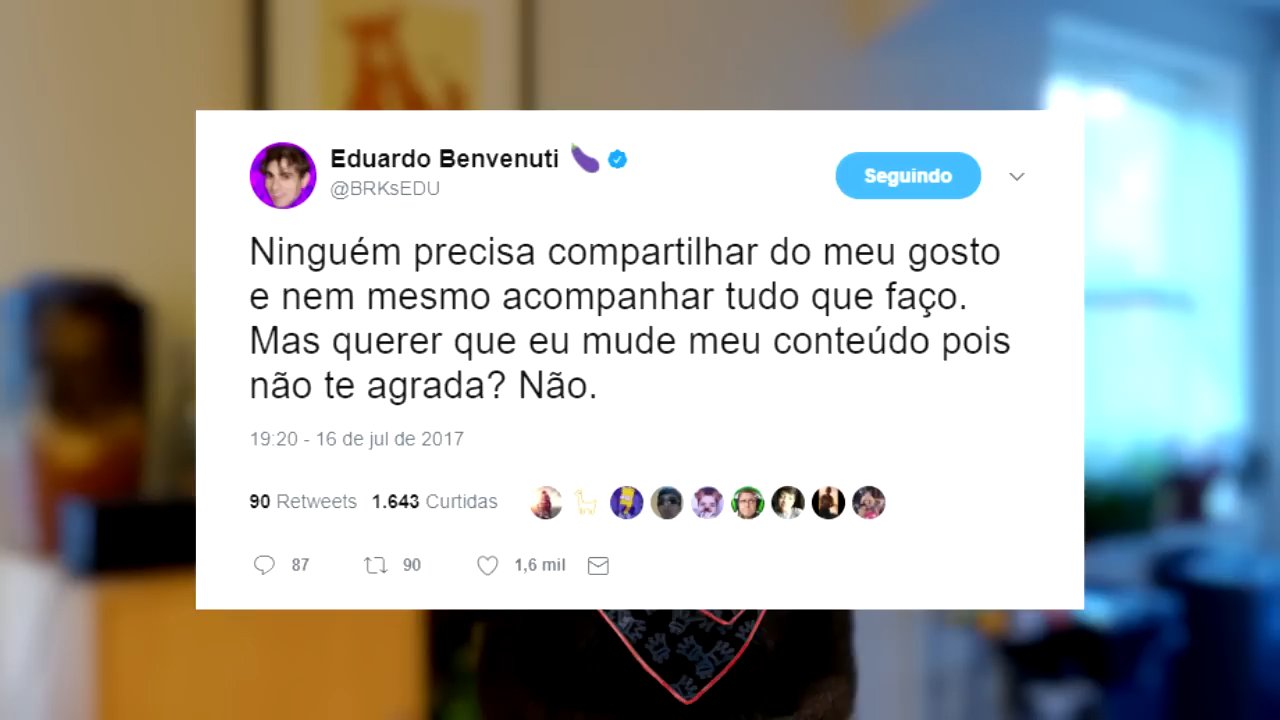 Eduardo Benvenuti 🍆
@BRKsEDU
Seguindo
Ninguém precisa compartilhar do meu gosto
e nem mesmo acompanhar tudo que faço.
Mas querer que eu mude meu conteúdo pois
não te agrada? Não.
19:20 - 16 de jul de 2017
90 Retweets 1.643 Curtidas
87 90 1,6 mil